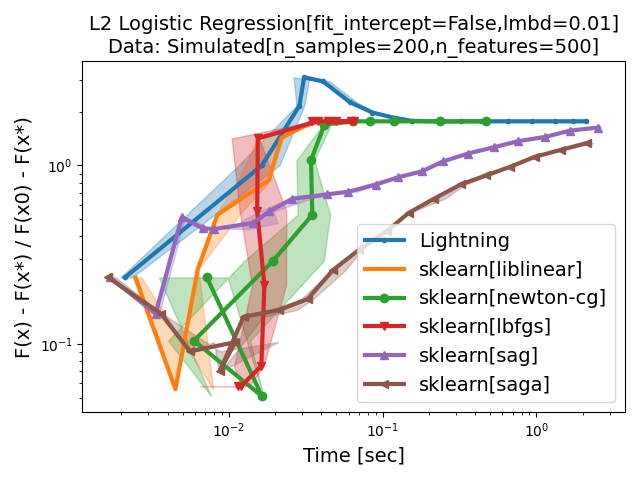 L2 Logistic Regression[fit_intercept=False,lmbd=0.01]
Data: Simulated[n_samples=200,n_features=500]
F(x) - F(x*) / F(x0) - F(x*)
10⁰
10⁻¹
Lightning
sklearn[liblinear]
sklearn[newton-cg]
sklearn[lbfgs]
sklearn[sag]
sklearn[saga]
10⁻² 10⁻¹ 10⁰
Time [sec]